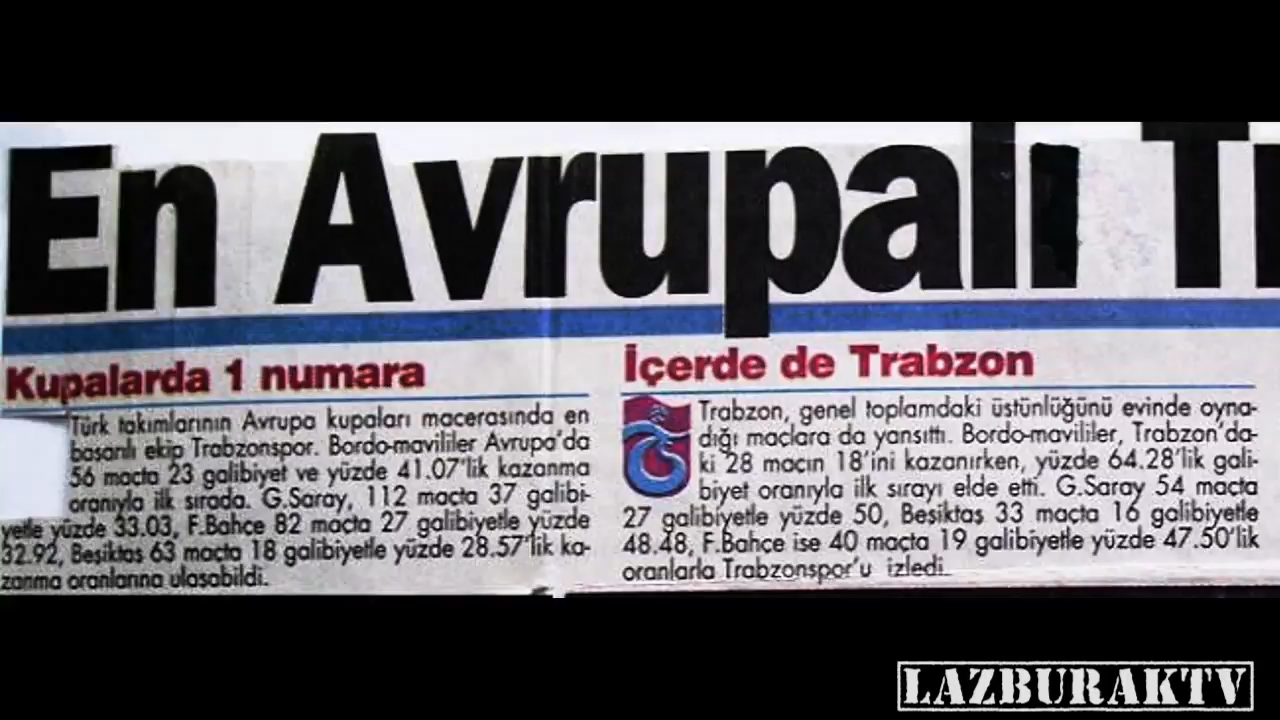 En Avrupalı
Kupalarda 1 numara
Türk takımlarının Avrupa kupaları macerasında en
başarılı ekip Trabzonspor. Bordo-mavililer Avrupa'da
56 maçta 23 galibiyet ve yüzde 41.07'lik kazanma
oranıyla ilk sırada. G.Saray, 112 maçta 37 galibi-
yetle yüzde 33.03, F.Bahçe 82 maçta 27 galibiyetle yüzde
32.92, Beşiktaş 63 maçta 18 galibiyetle yüzde 28.57'lik ka-
zanma oranlarına ulaşabildi.
İçerde de Trabzon
Trabzon, genel toplamdaki üstünlüğünü evinde oyna-
dığı maçlara da yansıttı. Bordo-mavililer, Trabzon'da-
ki 28 maçın 18'ini kazanırken, yüzde 64.28'lik gali-
biyet oranıyla ilk sırayı elde etti. G.Saray 54 maçta
27 galibiyetle yüzde 50, Beşiktaş 33 maçta 16 galibiyetle
48.48, F.Bahçe ise 40 maçta 19 galibiyetle yüzde 47.50'lik
oranlarla Trabzonspor'u izledi.
LAZBURAKTV